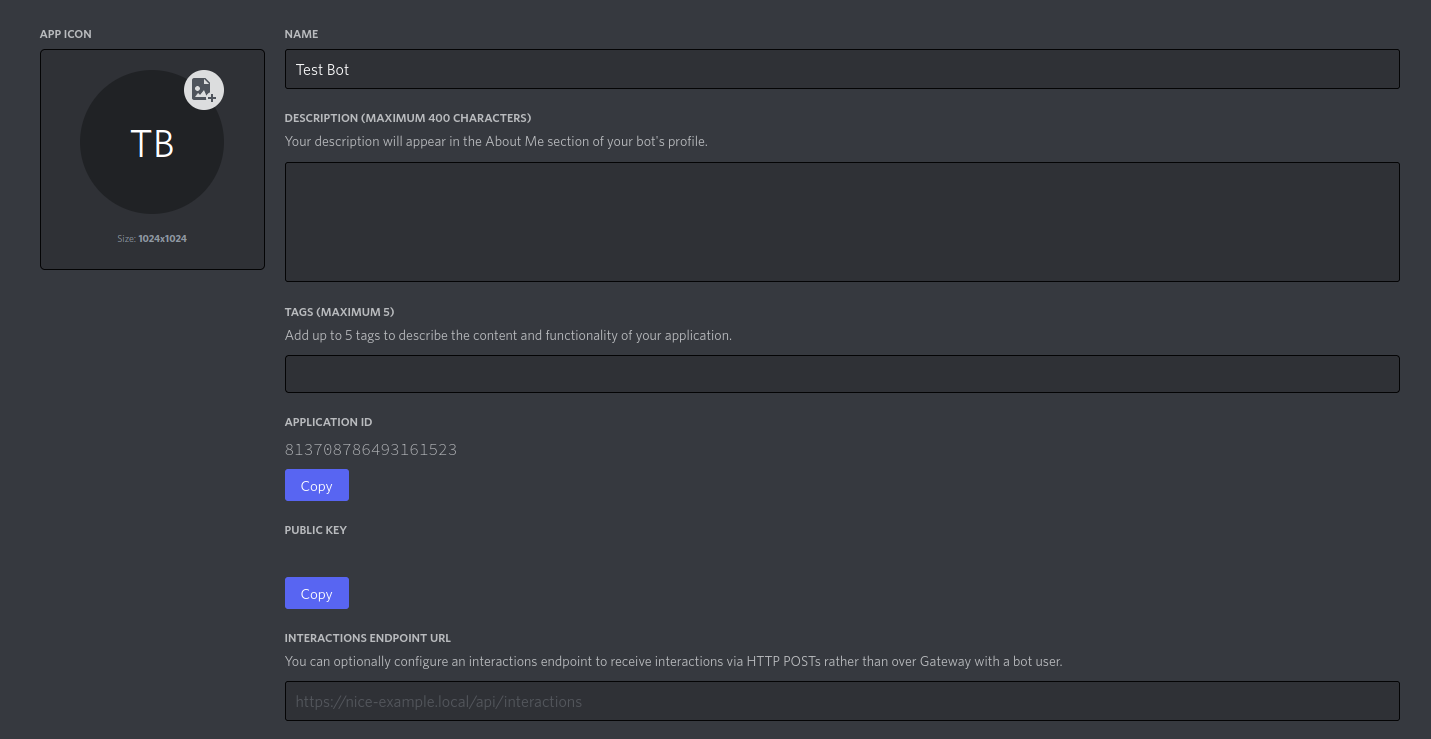 APP ICON
TB
Size: 1024x1024
NAME
Test Bot
DESCRIPTION (MAXIMUM 400 CHARACTERS)
Your description will appear in the About Me section of your bot's profile.
TAGS (MAXIMUM 5)
Add up to 5 tags to describe the content and functionality of your application.
APPLICATION ID
813708786493161523
Copy
PUBLIC KEY
Copy
INTERACTIONS ENDPOINT URL
You can optionally configure an interactions endpoint to receive interactions via HTTP POSTs rather than over Gateway with a bot user.
https://nice-example.local/api/interactions